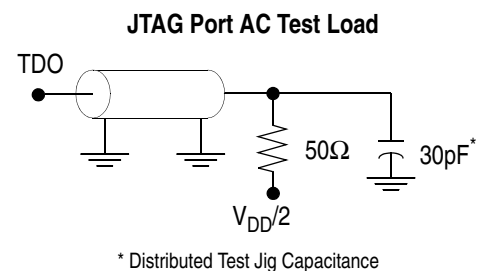 JTAG Port AC Test Load
TDO
50Ω
30pF*
VDD/2
* Distributed Test Jig Capacitance